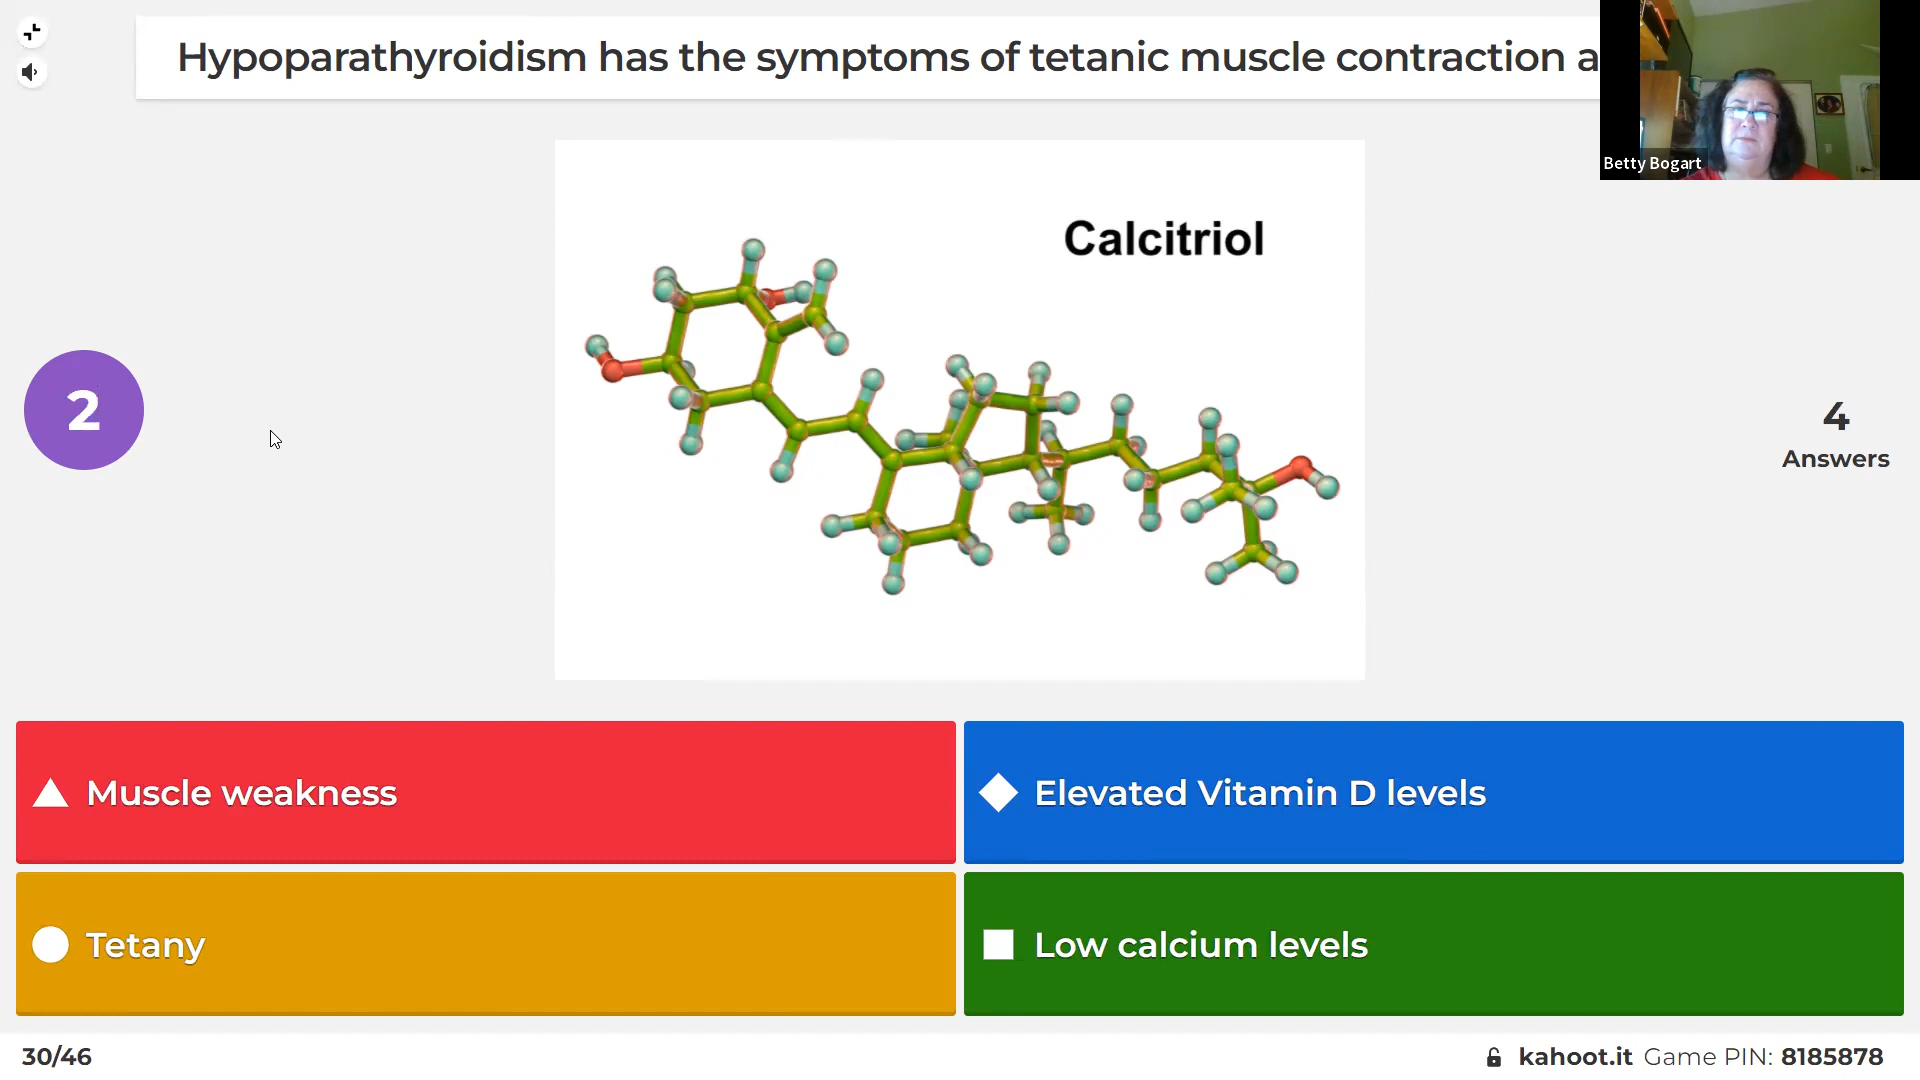 Hypoparathyroidism has the symptoms of tetanic muscle contraction a
Betty Bogart
Calcitriol
2
4
Answers
Muscle weakness
Elevated Vitamin D levels
Tetany
Low calcium levels
30/46
kahoot.it Game PIN: 8185878